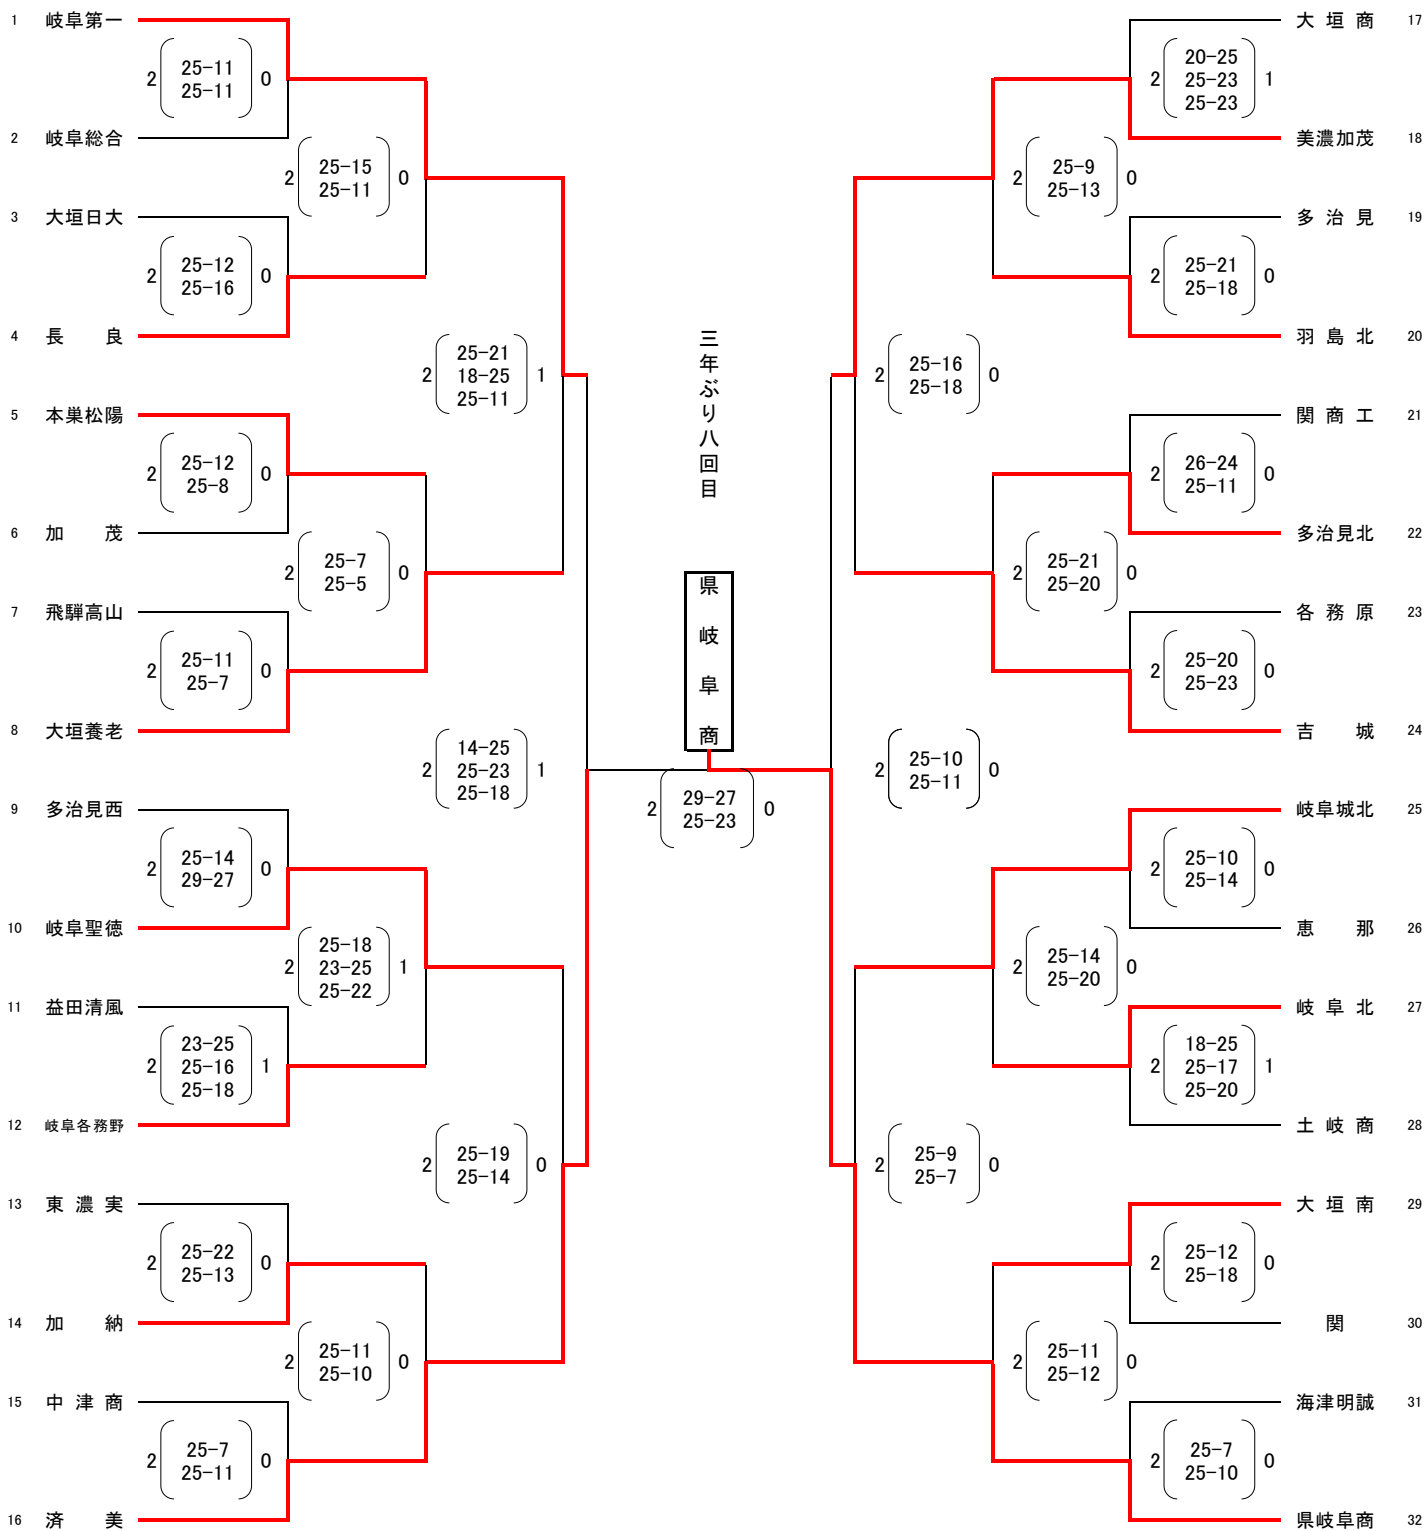 1 岐阜第一
2 25-11 0
25-11
2 岐阜総合
2 25-15 0
25-11
3 大垣日大
2 25-12 0
25-16
4 長 良
2 25-21 1
18-25
25-11
5 本巣松陽
2 25-12 0
25-8
6 加 茂
2 25-7 0
25-5
7 飛騨高山
2 25-11 0
25-7
8 大垣養老
2 14-25 1
25-23
25-18
9 多治見西
2 25-14 0
29-27
10 岐阜聖徳
2 25-18 1
23-25
25-22
11 益田清風
2 23-25 1
25-16
25-18
12 岐阜各務野
2 25-19 0
25-14
13 東 濃 実
2 25-22 0
25-13
14 加 納
2 25-11 0
25-10
15 中 津 商
2 25-7 0
25-11
16 済 美
三年ぶり八回目
県岐阜商
2 29-27 0
25-23
大 垣 商 17
2 20-25 1
25-23
25-23
美濃加茂 18
2 25-9 0
25-13
多 治 見 19
2 25-21 0
25-18
羽 島 北 20
2 25-16 0
25-18
関 商 工 21
2 26-24 0
25-11
多治見北 22
2 25-21 0
25-20
各 務 原 23
2 25-20 0
25-23
吉 城 24
2 25-10 0
25-11
岐阜城北 25
2 25-10 0
25-14
恵 那 26
2 25-14 0
25-20
岐 阜 北 27
2 18-25 1
25-17
25-20
土 岐 商 28
2 25-9 0
25-7
大 垣 南 29
2 25-12 0
25-18
関 30
2 25-11 0
25-12
海津明誠 31
2 25-7 0
25-10
県岐阜商 32